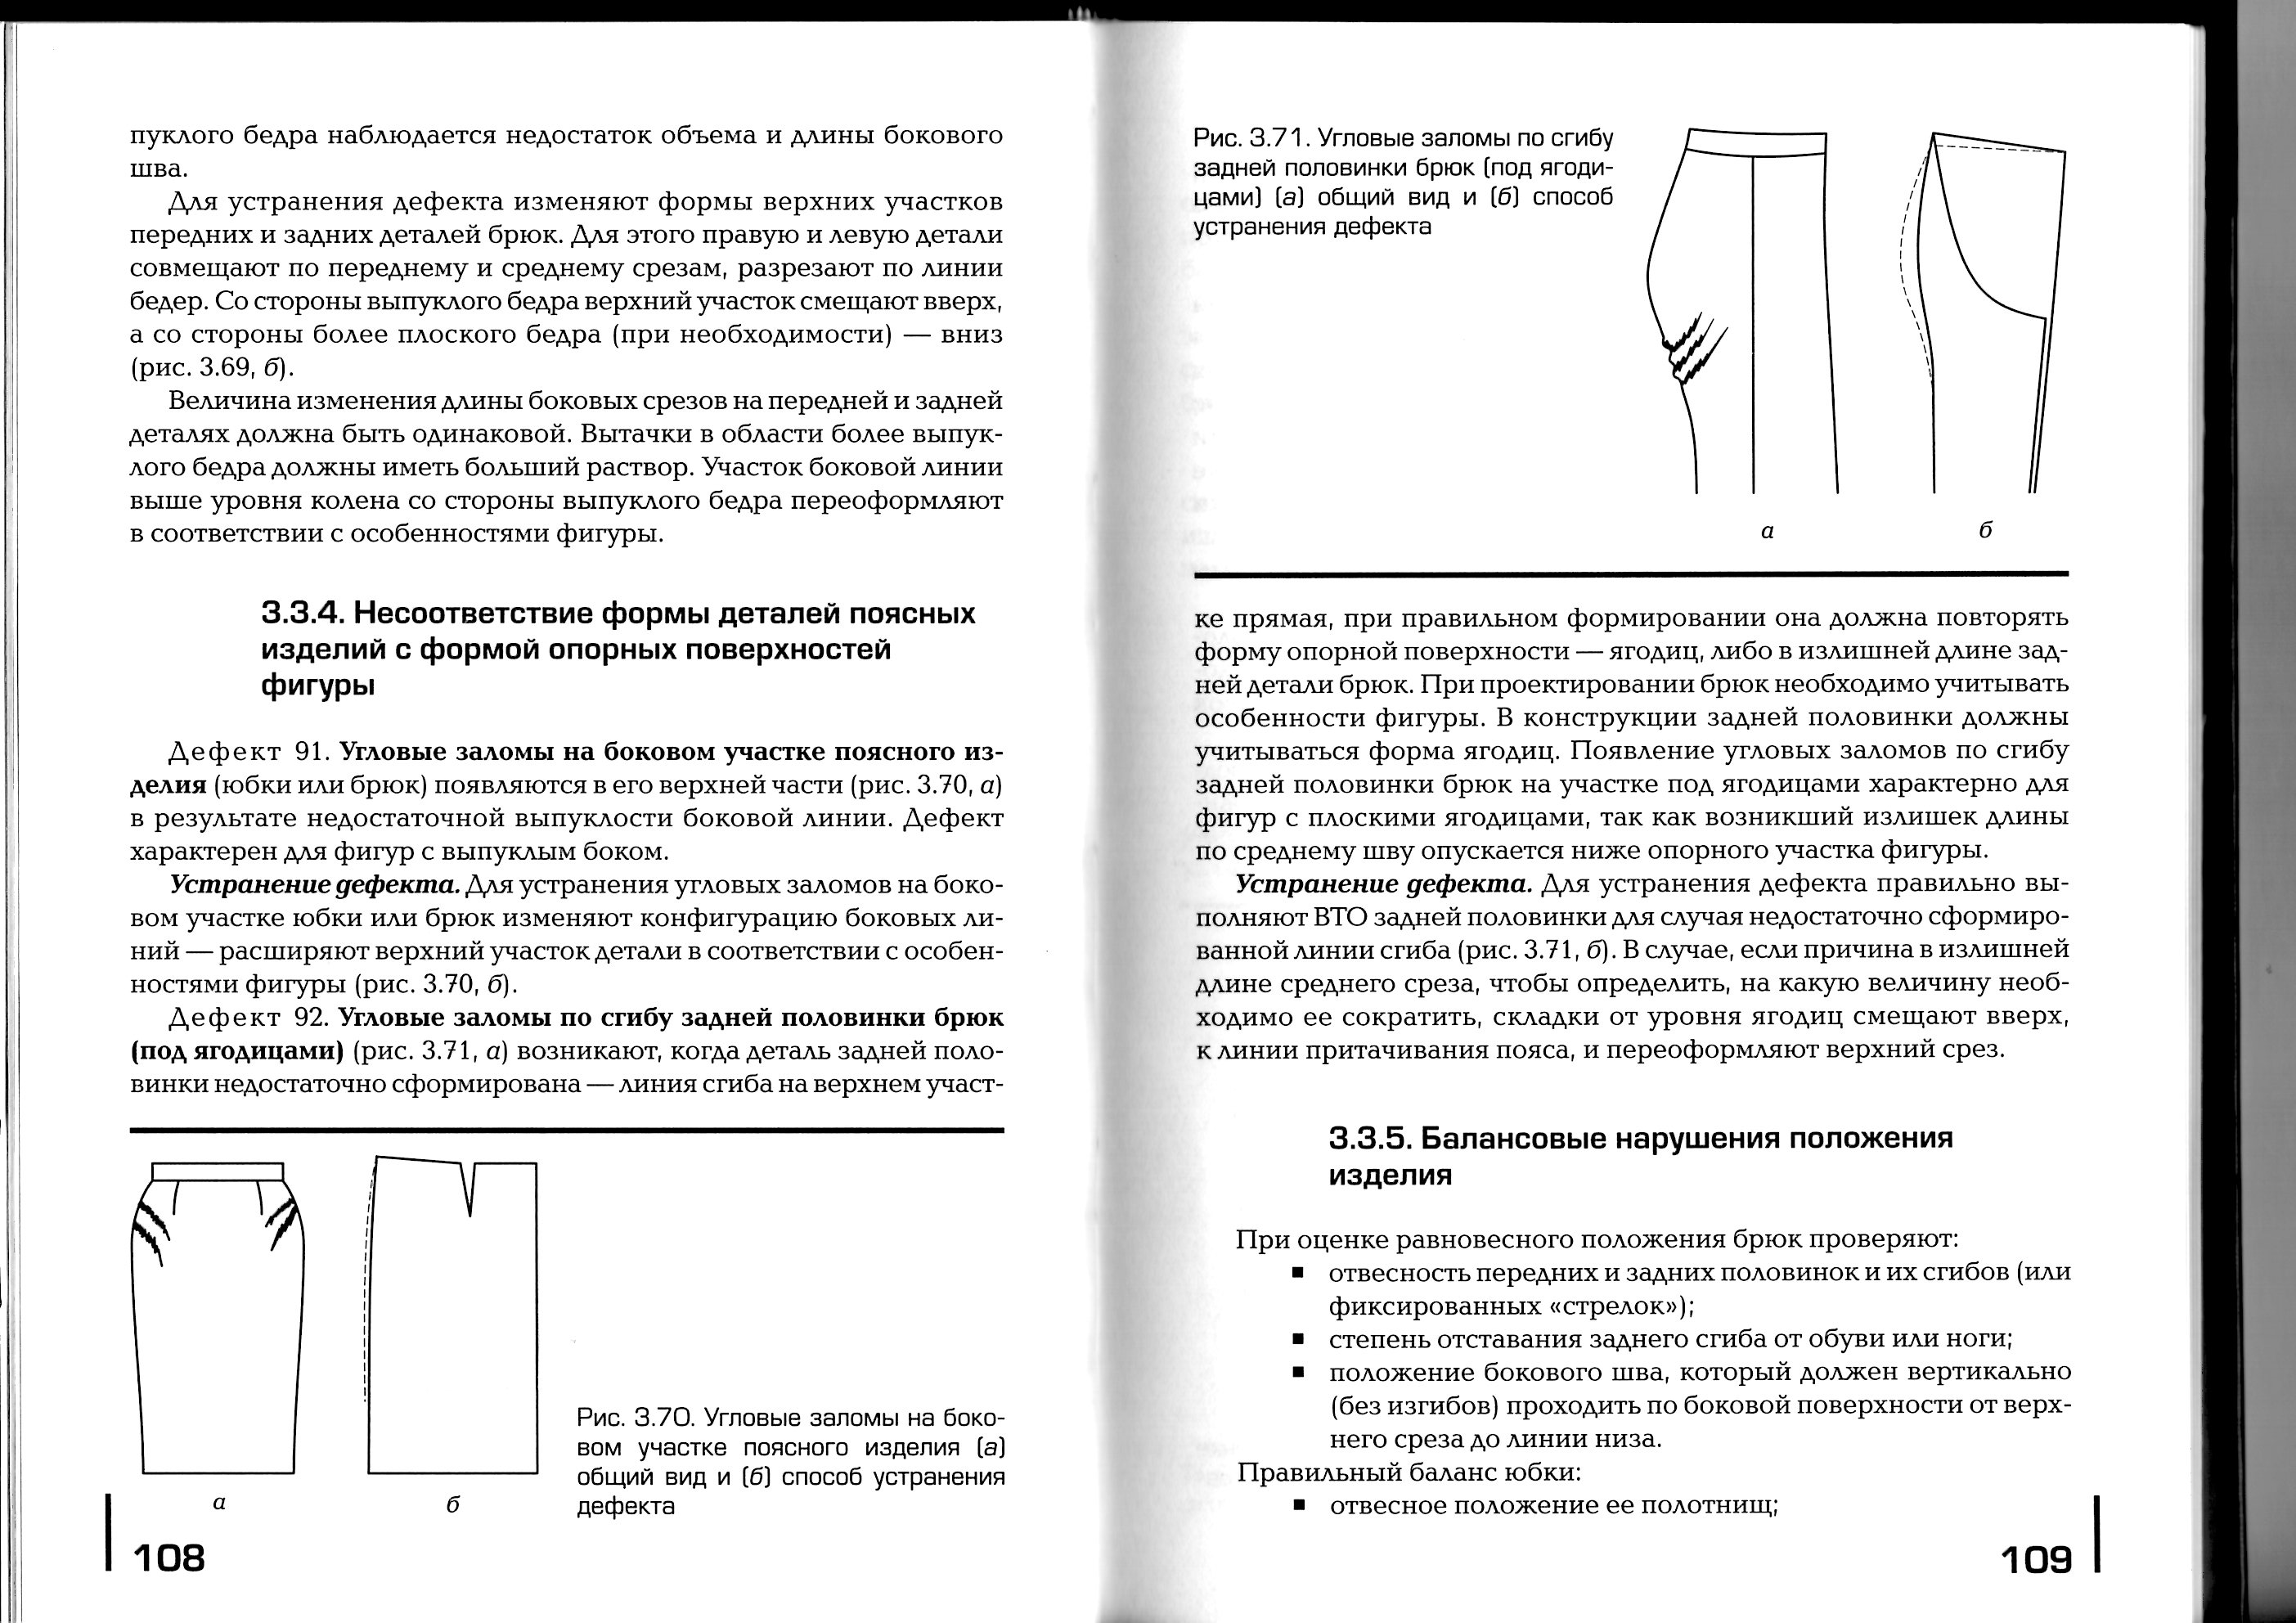 пуклого бедра наблюдается недостаток объема и длины бокового
шва.
Для устранения дефекта изменяют формы верхних участков
передних и задних деталей брюк. Для этого правую и левую детали
совмещают по переднему и среднему срезам, разрезают по линии
бедер. Со стороны выпуклого бедра верхний участок смещают вверх,
а со стороны более плоского бедра (при необходимости) — вниз
(рис. 3.69, б).
Величина изменения длины боковых срезов на передней и задней
деталях должна быть одинаковой. Вытачки в области более выпук-
лого бедра должны иметь больший раствор. Участок боковой линии
выше уровня колена со стороны выпуклого бедра переоформляют
в соответствии с особенностями фигуры.
3.3.4. Несоответствие формы деталей поясных
изделий с формой опорных поверхностей
фигуры
Дефект 91. Угловые заломы на боковом участке поясного из-
делия (юбки или брюк) появляются в его верхней части (рис. 3.70, а)
в результате недостаточной выпуклости боковой линии. Дефект
характерен для фигур с выпуклым боком.
Устранение дефекта. Для устранения угловых заломов на боко-
вом участке юбки или брюк изменяют конфигурацию боковых ли-
ний — расширяют верхний участок детали в соответствии с особен-
ностями фигуры (рис. 3.70, б).
Дефект 92. Угловые заломы по сгибу задней половинки брюк
(под ягодицами) (рис. 3.71, а) возникают, когда деталь задней поло-
винки недостаточно сформирована — линия сгиба на верхнем участ-
а
б
Рис. 3.70. Угловые заломы на боко-
вом участке поясного изделия (а)
общий вид и (б) способ устранения
дефекта
108
Рис. 3.71. Угловые заломы по сгибу
задней половинки брюк (под ягоди-
цами) (а) общий вид и (б) способ
устранения дефекта
а
б
ке прямая, при правильном формировании она должна повторять
форму опорной поверхности — ягодиц, либо в излишней длине зад-
ней детали брюк. При проектировании брюк необходимо учитывать
особенности фигуры. В конструкции задней половинки должны
учитываться форма ягодиц. Появление угловых заломов по сгибу
задней половинки брюк на участке под ягодицами характерно для
фигур с плоскими ягодицами, так как возникший излишек длины
по среднему шву опускается ниже опорного участка фигуры.
Устранение дефекта. Для устранения дефекта правильно вы-
полняют ВТО задней половинки для случая недостаточно сформиро-
ванной линии сгиба (рис. 3.71, б). В случае, если причина в излишней
длине среднего среза, чтобы определить, на какую величину необ-
ходимо ее сократить, складки от уровня ягодиц смещают вверх,
к линии притачивания пояса, и переоформляют верхний срез.
3.3.5. Балансовые нарушения положения
изделия
При оценке равновесного положения брюк проверяют:
▪ отвесность передних и задних половинок и их сгибов (или
фиксированных «стрелок»);
▪ степень отставания заднего сгиба от обуви или ноги;
▪ положение бокового шва, который должен вертикально
(без изгибов) проходить по боковой поверхности от верх-
него среза до линии низа.
Правильный баланс юбки:
▪ отвесное положение ее полотнищ;
109